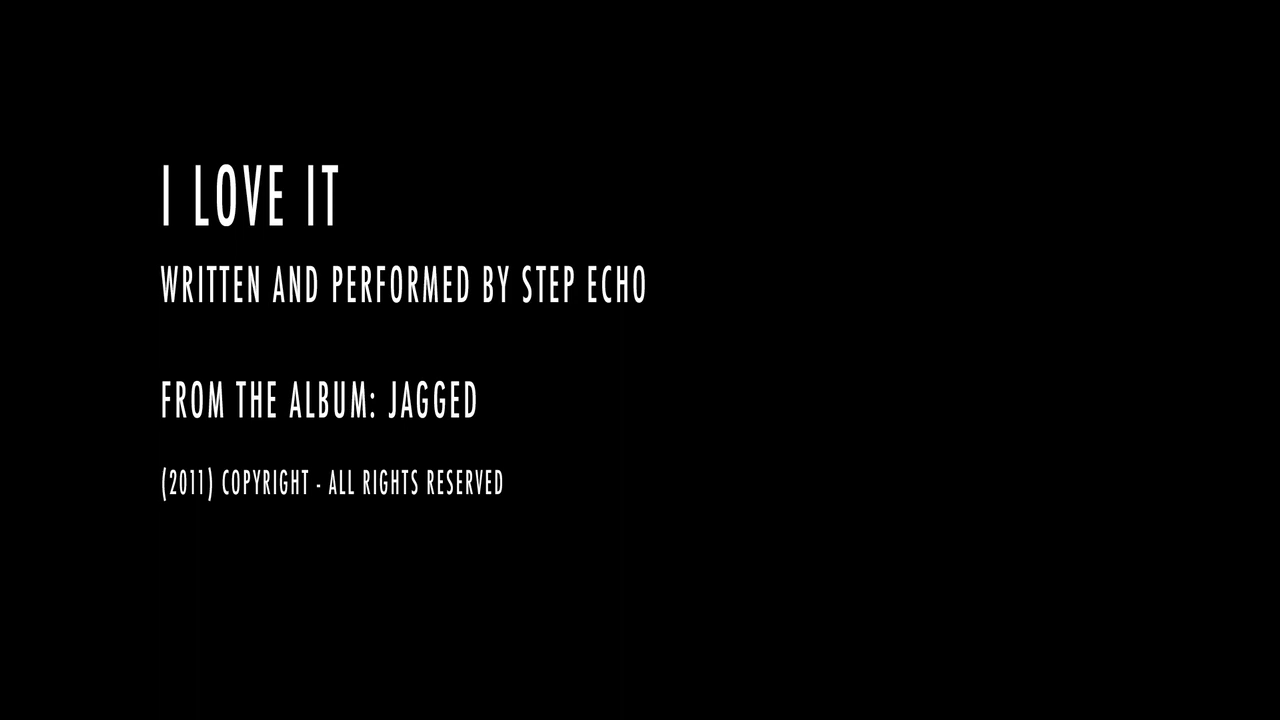 I LOVE IT
WRITTEN AND PERFORMED BY STEP ECHO
FROM THE ALBUM: JAGGED
(2011) COPYRIGHT - ALL RIGHTS RESERVED